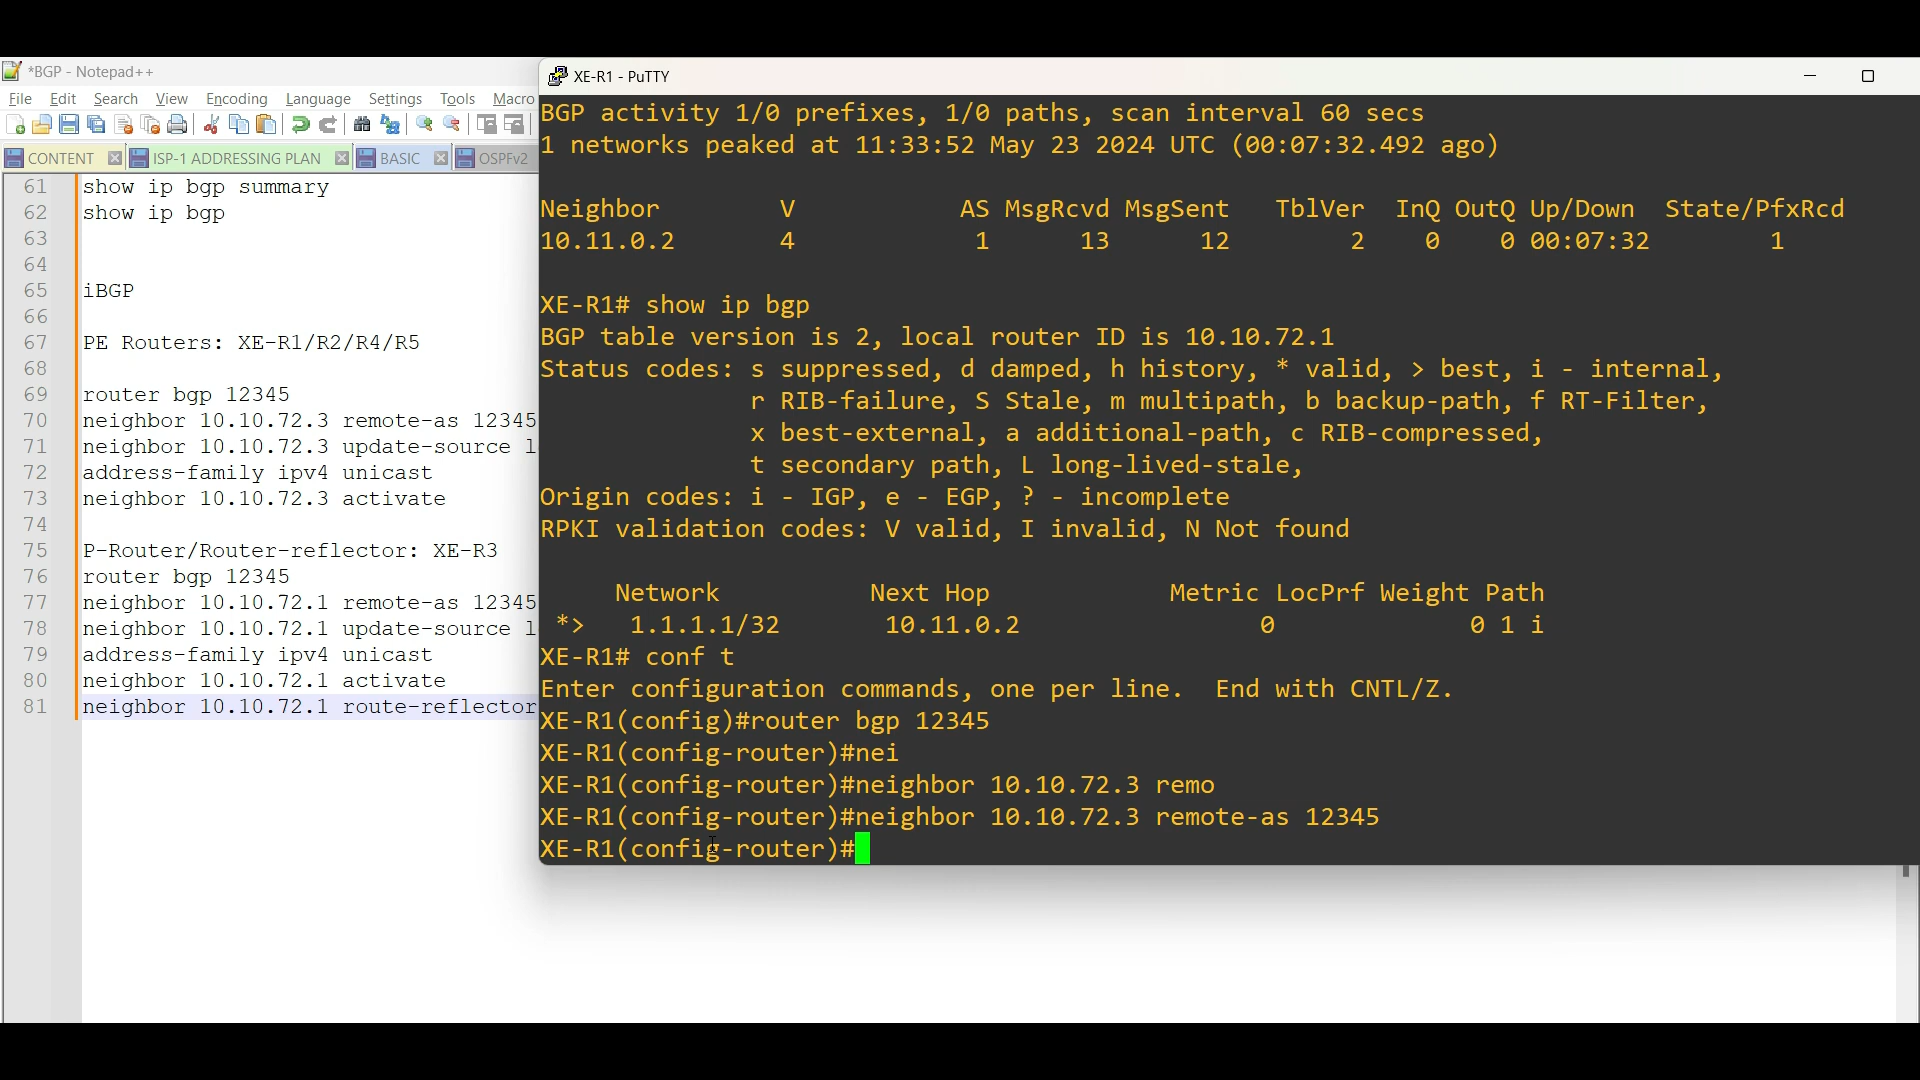 *BGP - Notepad++
File Edit Search View Encoding Language Settings Tools Macro
CONTENT ISP-1 ADDRESSING PLAN BASIC OSPFv2
61 show ip bgp summary
62 show ip bgp
63
64
65 iBGP
66
67 PE Routers: XE-R1/R2/R4/R5
68
69 router bgp 12345
70 neighbor 10.10.72.3 remote-as 12345
71 neighbor 10.10.72.3 update-source l
72 address-family ipv4 unicast
73 neighbor 10.10.72.3 activate
74
75 P-Router/Router-reflector: XE-R3
76 router bgp 12345
77 neighbor 10.10.72.1 remote-as 12345
78 neighbor 10.10.72.1 update-source l
79 address-family ipv4 unicast
80 neighbor 10.10.72.1 activate
81 neighbor 10.10.72.1 route-reflector
XE-R1 - PuTTY
BGP activity 1/0 prefixes, 1/0 paths, scan interval 60 secs
1 networks peaked at 11:33:52 May 23 2024 UTC (00:07:32.492 ago)
Neighbor V AS MsgRcvd MsgSent TblVer InQ OutQ Up/Down State/PfxRcd
10.11.0.2 4 1 13 12 2 0 0 00:07:32 1
XE-R1# show ip bgp
BGP table version is 2, local router ID is 10.10.72.1
Status codes: s suppressed, d damped, h history, * valid, > best, i - internal,
r RIB-failure, S Stale, m multipath, b backup-path, f RT-Filter,
x best-external, a additional-path, c RIB-compressed,
t secondary path, L long-lived-stale,
Origin codes: i - IGP, e - EGP, ? - incomplete
RPKI validation codes: V valid, I invalid, N Not found
Network Next Hop Metric LocPrf Weight Path
*> 1.1.1.1/32 10.11.0.2 0 0 1 i
XE-R1# conf t
Enter configuration commands, one per line. End with CNTL/Z.
XE-R1(config)#router bgp 12345
XE-R1(config-router)#nei
XE-R1(config-router)#neighbor 10.10.72.3 remo
XE-R1(config-router)#neighbor 10.10.72.3 remote-as 12345
XE-R1(config-router)#